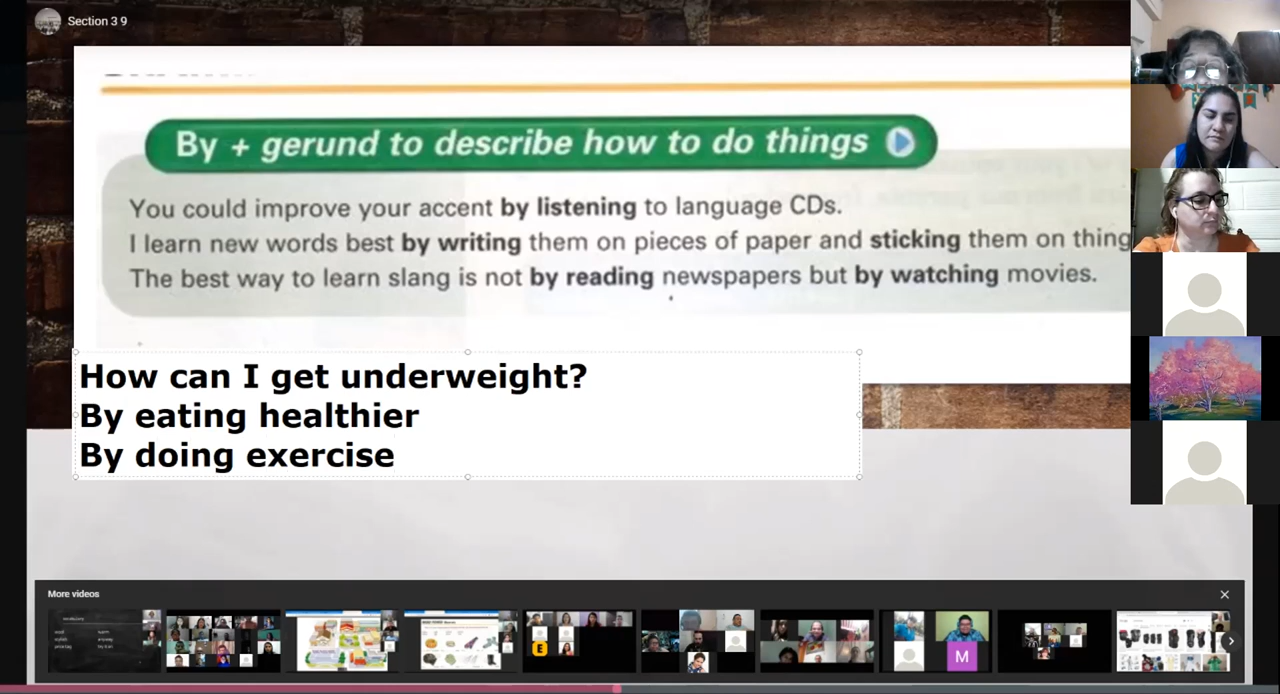 Section 3 9
By + gerund to describe how to do things
You could improve your accent by listening to language CDs.
I learn new words best by writing them on pieces of paper and sticking them on thing
The best way to learn slang is not by reading newspapers but by watching movies.
How can I get underweight?
By eating healthier
By doing exercise
More videos
E
M